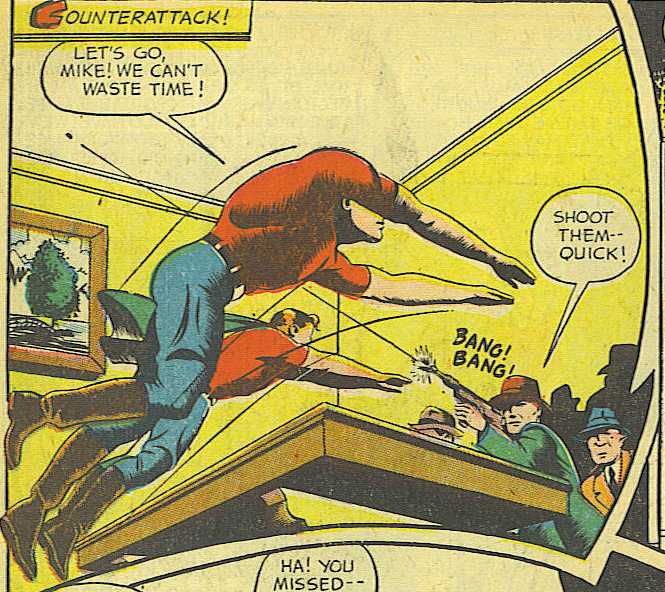 COUNTERATTACK!
LET'S GO,
MIKE! WE CAN'T
WASTE TIME!
SHOOT
THEM--
QUICK!
BANG!
BANG!
HA! YOU
MISSED--